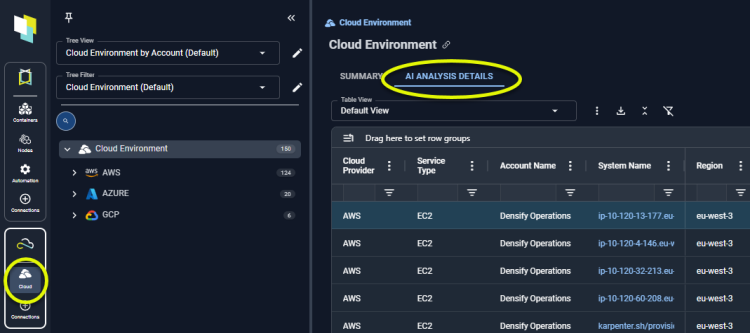 Containers
Nodes
Automation
Connections
Cloud
Connections
Tree View
Cloud Environment by Account (Default)
Tree Filter
Cloud Environment (Default)
Cloud Environment 150
aws AWS 124
AZURE 20
GCP 6
Cloud Environment
Cloud Environment
SUMMARY AI ANALYSIS DETAILS
Table View
Default View
Drag here to set row groups
Cloud Provider Service Type Account Name System Name Region
AWS EC2 Densify Operations ip-10-120-13-177.eu- eu-west-3
AWS EC2 Densify Operations ip-10-120-4-146.eu-w eu-west-3
AWS EC2 Densify Operations ip-10-120-32-213.eu- eu-west-3
AWS EC2 Densify Operations ip-10-120-60-208.eu- eu-west-3
AWS EC2 Densify Operations karpenter.sh/provisio eu-west-3